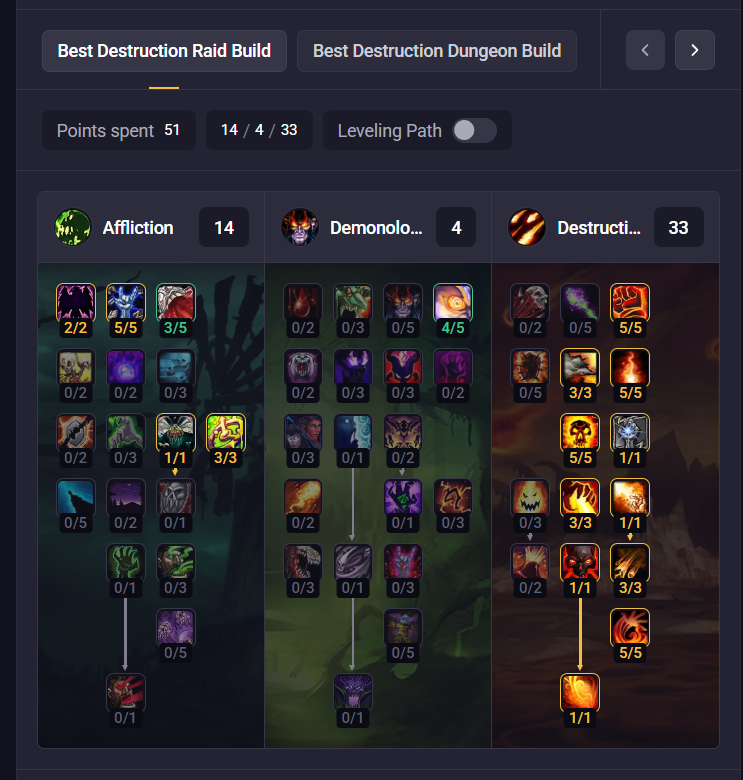 Best Destruction Raid Build Best Destruction Dungeon Build
Points spent 51 14 / 4 / 33 Leveling Path
Affliction 14 Demonolo... 4 Destructi... 33
2/2 5/5 3/5 0/2 0/3 0/5 4/5 0/2 0/5 5/5
0/2 0/2 0/3 0/2 0/3 0/3 0/2 0/5 3/3 5/5
0/2 0/3 1/1 3/3 0/3 0/1 0/2 5/5 1/1
0/5 0/2 0/1 0/2 0/1 0/3 0/3 3/3 1/1
0/1 0/3 0/3 0/1 0/3 0/2 1/1 3/3
0/5 0/5 5/5
0/1 0/1 1/1